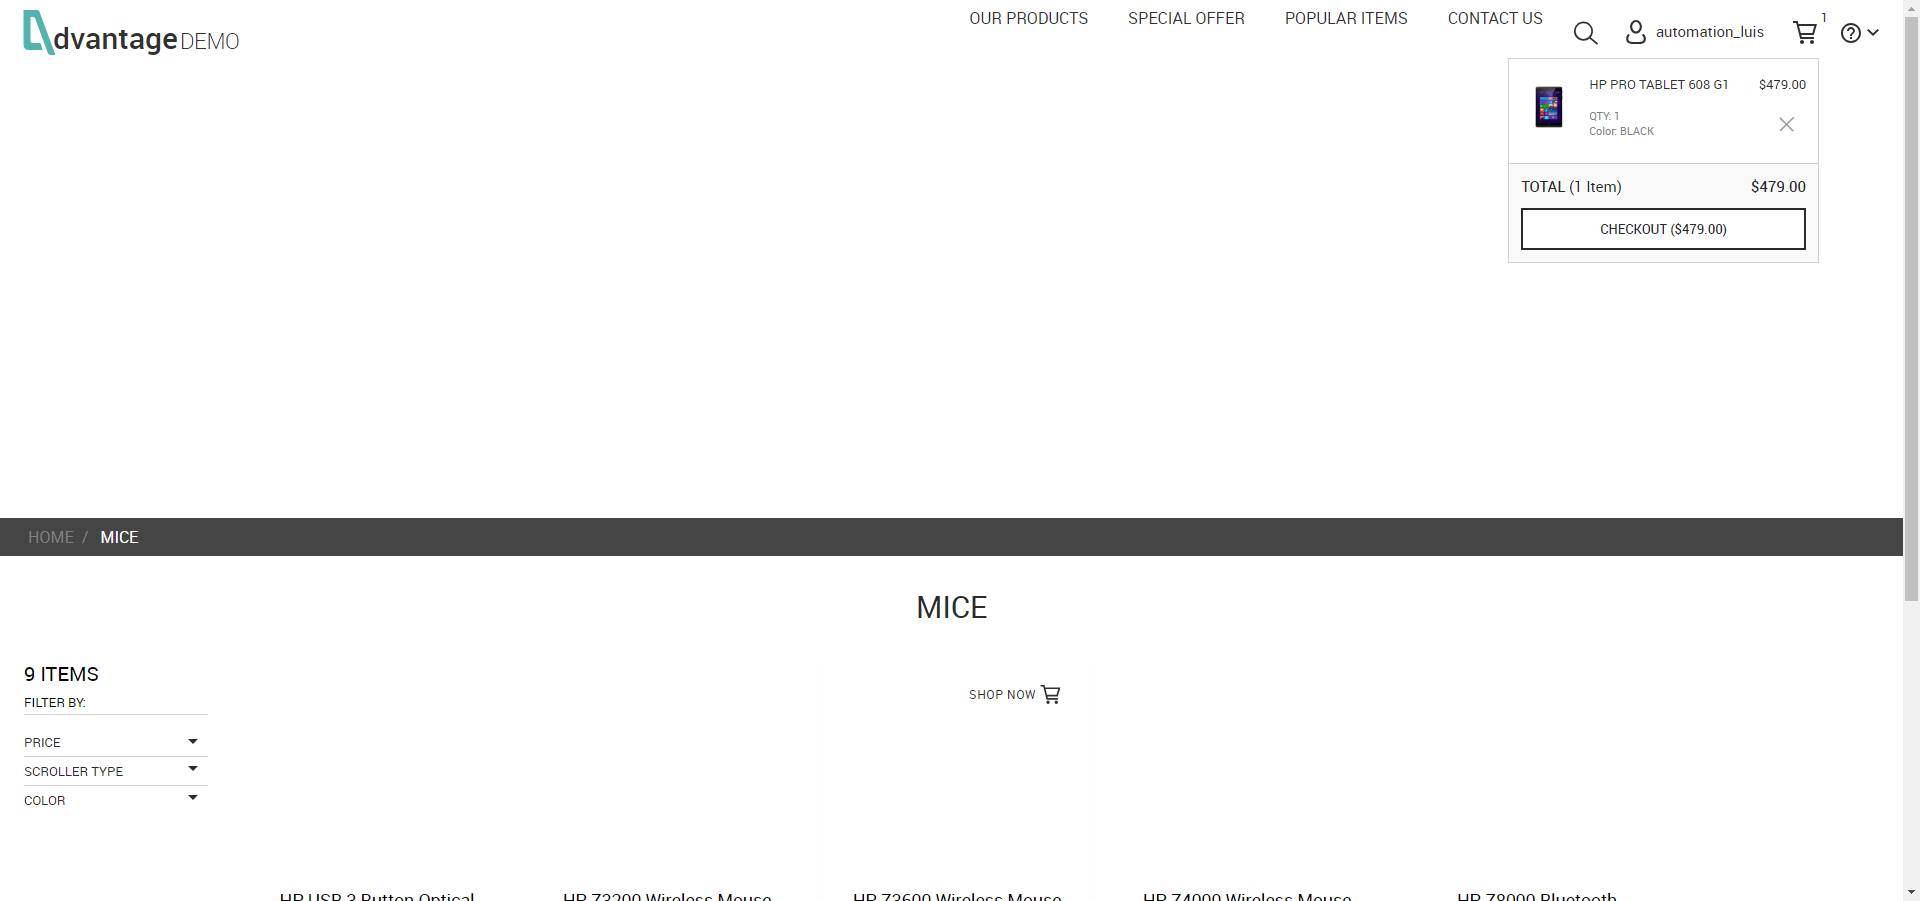 dvantage DEMO
OUR PRODUCTS
SPECIAL OFFER
POPULAR ITEMS
CONTACT US
automation_luis
1
HP PRO TABLET 608 G1
$479.00
QTY: 1
Color: BLACK
TOTAL (1 Item)
$479.00
CHECKOUT ($479.00)
HOME / MICE
MICE
9 ITEMS
FILTER BY:
PRICE
SCROLLER TYPE
COLOR
SHOP NOW
HP USB 3 Button Optical
HP Z3200 Wireless Mouse
HP Z3600 Wireless Mouse
HP Z4000 Wireless Mouse
HP Z8000 Bluetooth